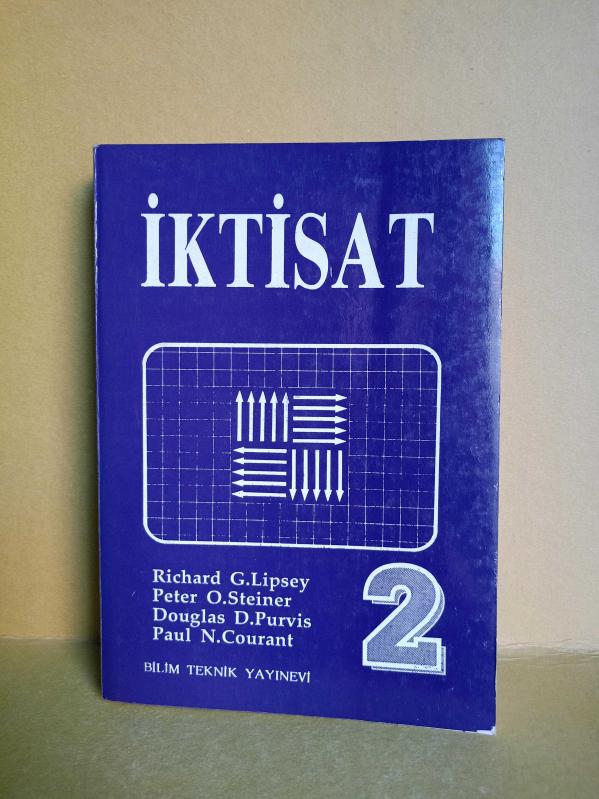 İKTİSAT
Richard G.Lipsey
Peter O.Steiner
Douglas D.Purvis
Paul N.Courant
2
BİLİM TEKNİK YAYINEVİ